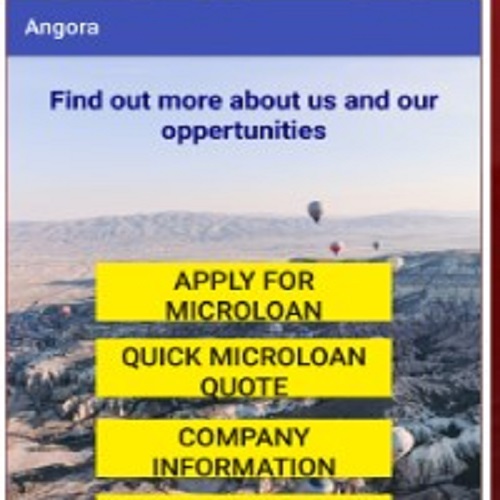 Angora
Find out more about us and our
oppertunities
APPLY FOR
MICROLOAN
QUICK MICROLOAN
QUOTE
COMPANY
INFORMATION